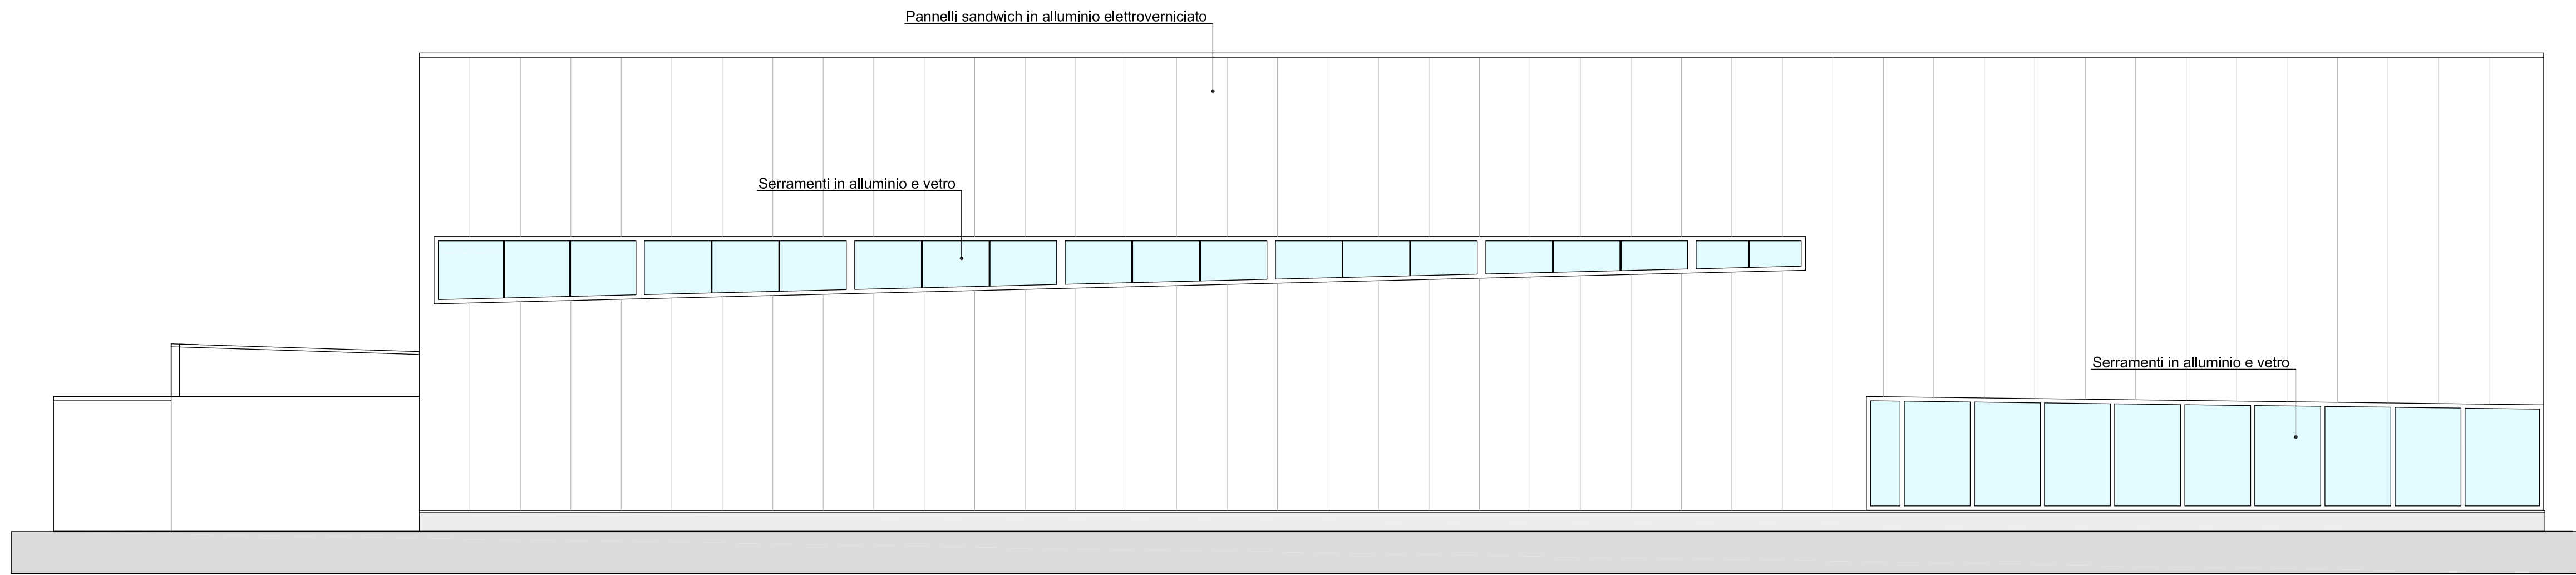 Pannelli sandwich in alluminio elettroverniciato
Serramenti in alluminio e vetro
Serramenti in alluminio e vetro